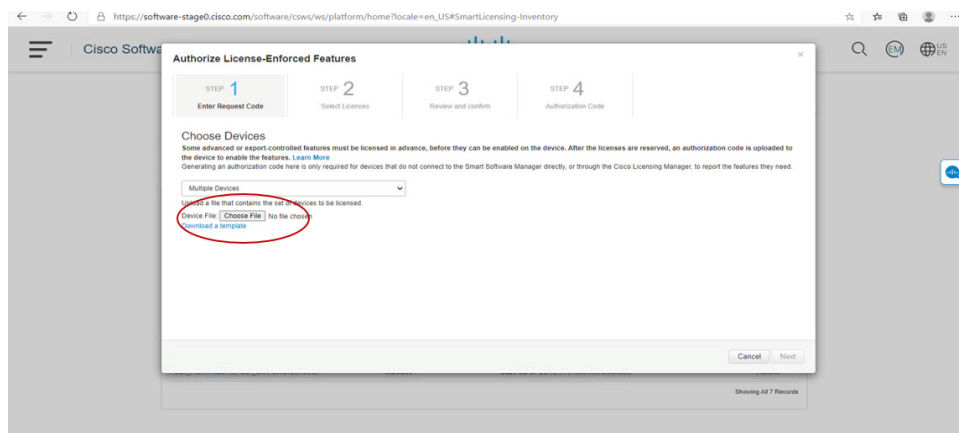 https://software-stage0.cisco.com/software/csws/ws/platform/home?locale=en_US#SmartLicensing-Inventory
Cisco Softwa
EM
US
EN
Authorize License-Enforced Features
×
STEP 1
Enter Request Code
STEP 2
Select Licenses
STEP 3
Review and confirm
STEP 4
Authorization Code
Choose Devices
Some advanced or export-controlled features must be licensed in advance, before they can be enabled on the device. After the licenses are reserved, an authorization code is uploaded to
the device to enable the features. Learn More
Generating an authorization code here is only required for devices that do not connect to the Smart Software Manager directly, or through the Cisco Licensing Manager, to report the features they need.
Multiple Devices
Upload a file that contains the set of devices to be licensed.
Device File: Choose File No file chosen
Download a template
Cancel
Next
Showing All 7 Records